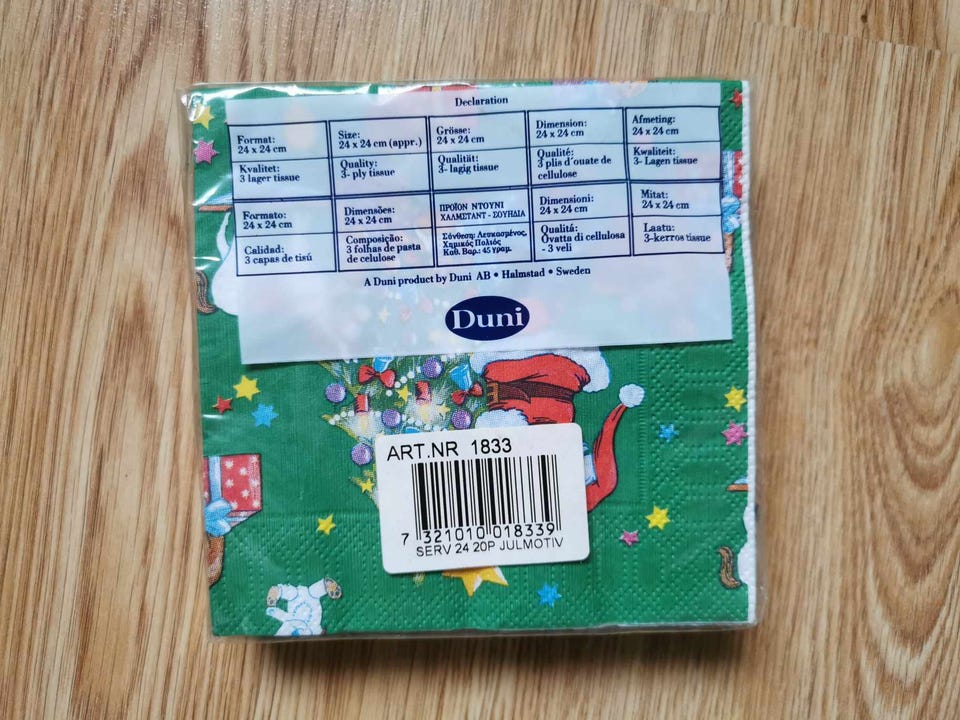 Declaration
Format:
24 x 24 cm
Size:
24 x 24 cm (appr.)
Grösse:
24 x 24 cm
Dimension:
24 x 24 cm
Afmeting:
24 x 24 cm
Kvalitet:
3 lager tissue
Quality:
3- ply tissue
Qualität:
3- lagig tissue
Qualité:
3 plis d´ouate de
cellulose
Kwaliteit:
3- Lagen tissue
Formato:
24 x 24 cm
Dimensões:
24 x 24 cm
ΠΡΟΪΟΝ ΝΤΟΥΝΙ
ΧΑΛΜΣΤΑΝΤ - ΣΟΥΗΔΙΑ
Dimensioni:
24 x 24 cm
Mitat:
24 x 24 cm
Calidad:
3 capas de tisú
Composição:
3 folhas de pasta
de celulose
Σύνθεση: Λευκασμένος,
Χημικός Πολτός
Καθ. Βαρ.: 45 γραμ.
Qualitá:
Ovatta di cellulosa
- 3 veli
Laatu:
3-kerros tissue
A Duni product by Duni AB • Halmstad • Sweden
Duni
ART.NR 1833
7 321010 018339
SERV 24 20P JULMOTIV